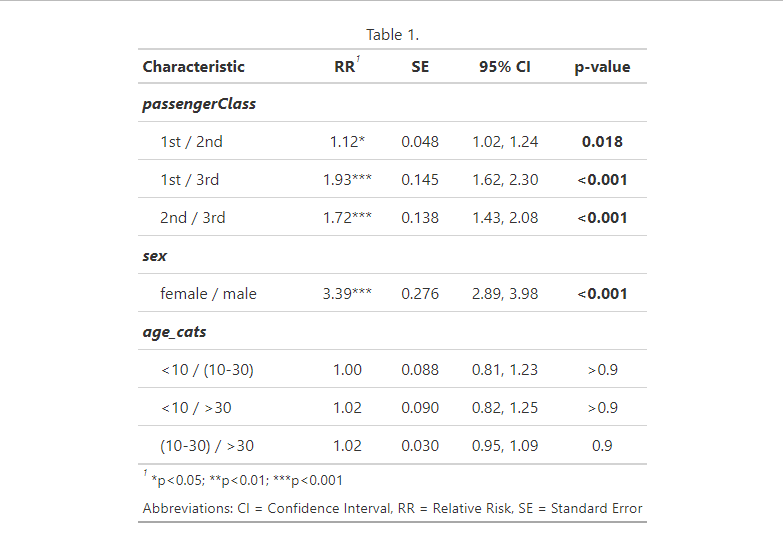 Table 1.
Characteristic RR1 SE 95% CI p-value
passengerClass
1st / 2nd 1.12* 0.048 1.02, 1.24 0.018
1st / 3rd 1.93*** 0.145 1.62, 2.30 <0.001
2nd / 3rd 1.72*** 0.138 1.43, 2.08 <0.001
sex
female / male 3.39*** 0.276 2.89, 3.98 <0.001
age_cats
<10 / (10-30) 1.00 0.088 0.81, 1.23 >0.9
<10 / >30 1.02 0.090 0.82, 1.25 >0.9
(10-30) / >30 1.02 0.030 0.95, 1.09 0.9
1 *p<0.05; **p<0.01; ***p<0.001
Abbreviations: CI = Confidence Interval, RR = Relative Risk, SE = Standard Error